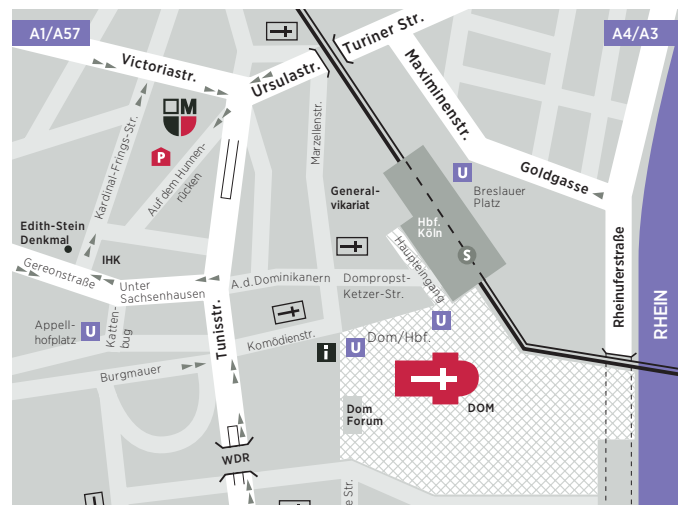 A1/A57
A4/A3
Turiner Str.
Victoriastr.
Ursulastr.
Maximinenstr.
M
P
Kardinal-Frings-Str.
Auf dem Hunnen-
rücken
Marzellenstr.
U
Goldgasse
General-
vikariat
Breslauer
Platz
Hbf.
Köln
Edith-Stein
Denkmal
IHK
S
Haupteingang
Gereonstraße
Unter
Sachsenhausen
A.d.Dominikanern
Dompropst-
Ketzer-Str.
Rheinuferstraße
RHEIN
Appell-
hofplatz
U
Katten-
bug
Tunisstr.
Komödienstr.
i
U
Dom/Hbf.
U
Burgmauer
Dom
Forum
DOM
WDR
e Str.